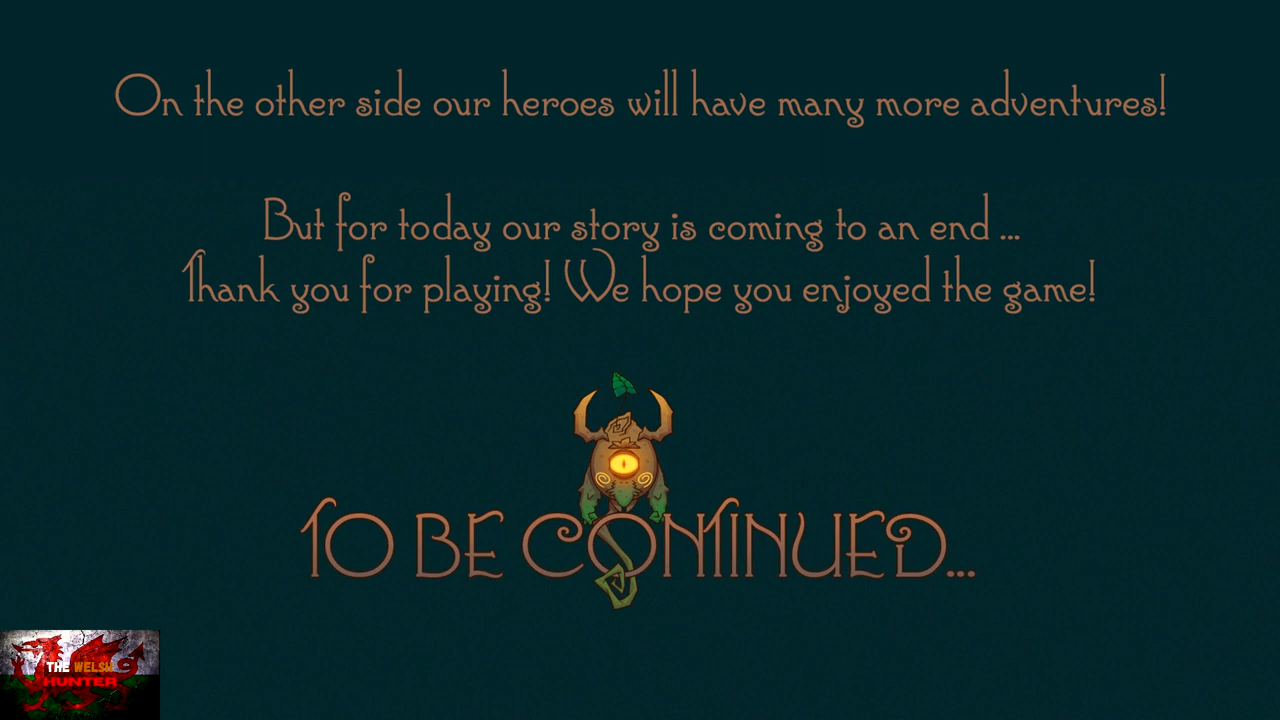 On the other side our heroes will have many more adventures!
But for today our story is coming to an end ...
Thank you for playing! We hope you enjoyed the game!
TO BE CONTINUED...
THE WELSH
HUNTER